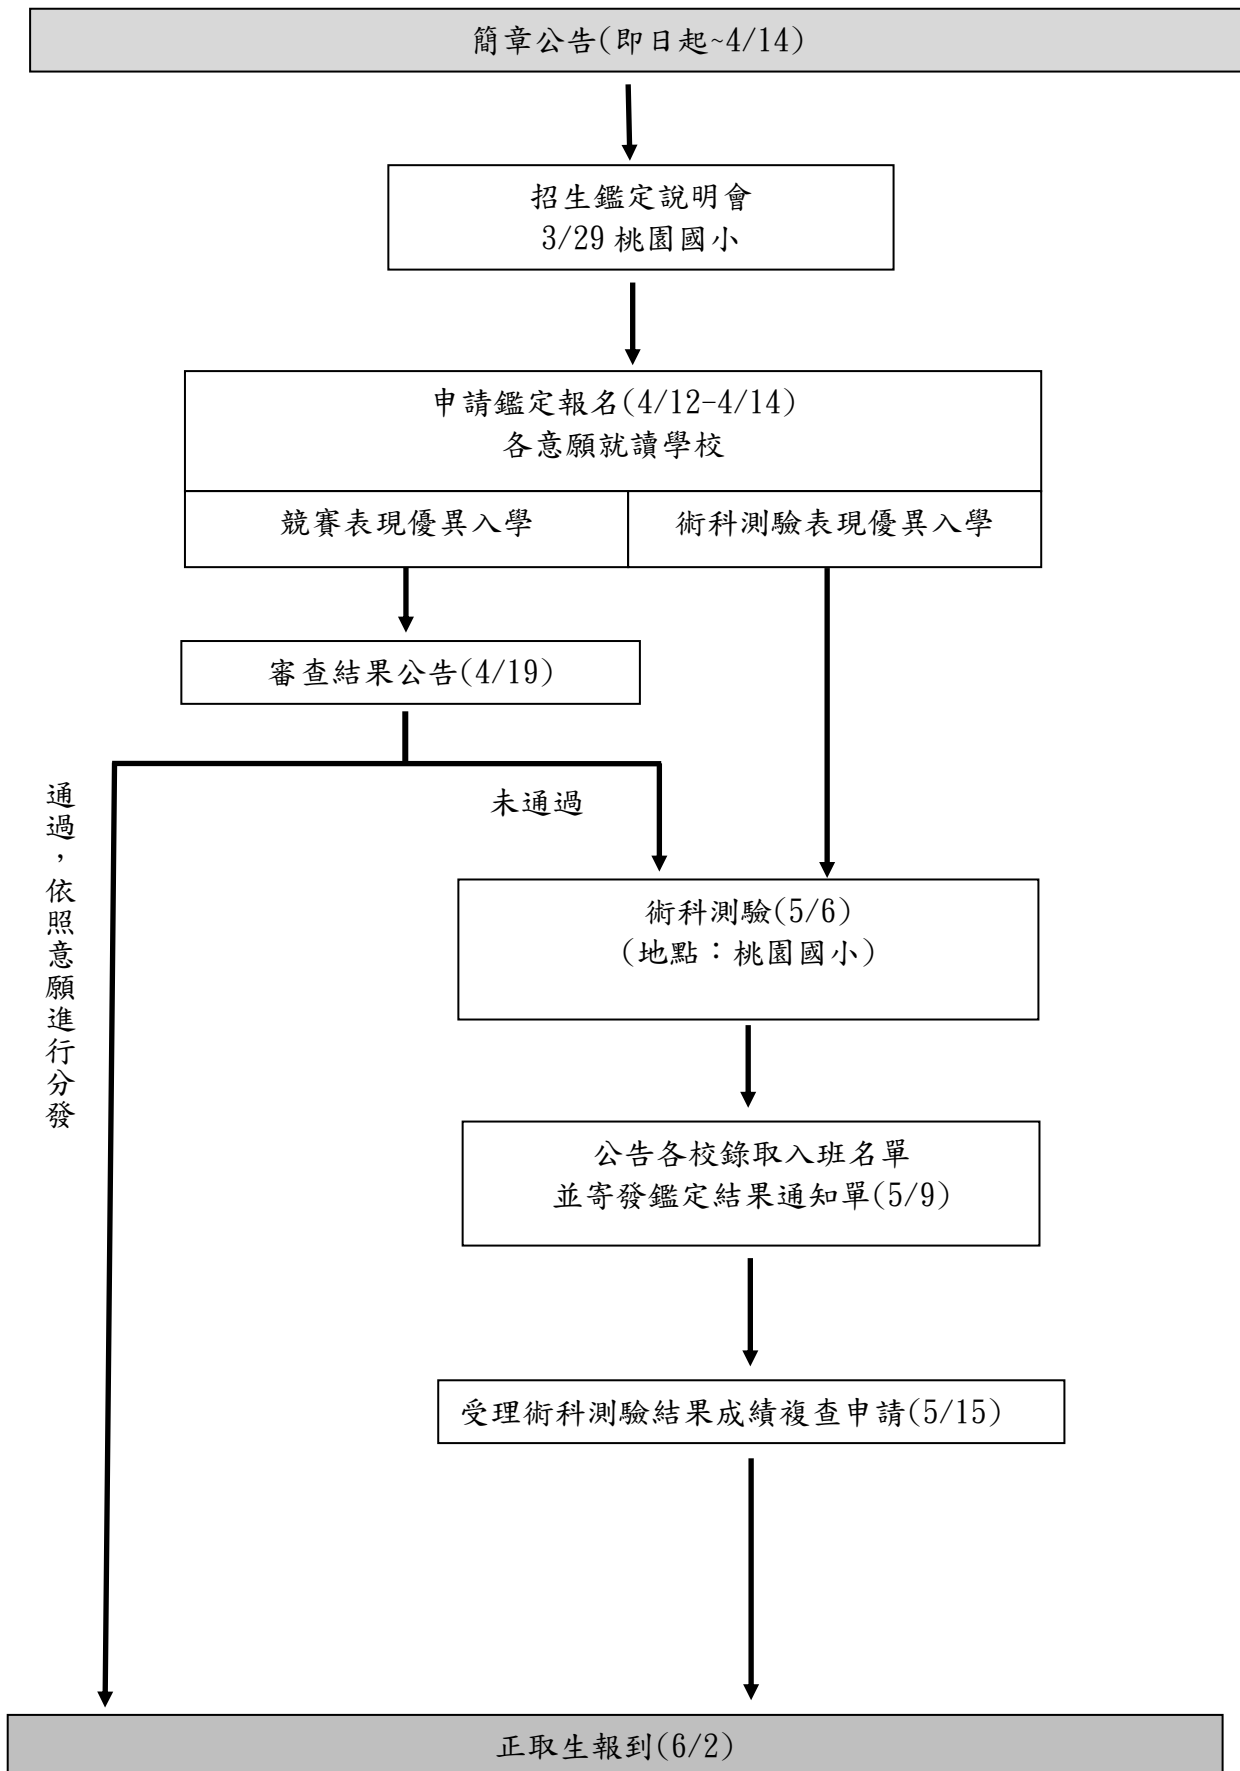 簡章公告(即日起~4/14)
招生鑑定說明會
3/29 桃園國小
申請鑑定報名(4/12-4/14)
各意願就讀學校
競賽表現優異入學
術科測驗表現優異入學
審查結果公告(4/19)
通過，依照意願進行分發
未通過
術科測驗(5/6)
(地點：桃園國小)
公告各校錄取入班名單
並寄發鑑定結果通知單(5/9)
受理術科測驗結果成績複查申請(5/15)
正取生報到(6/2)